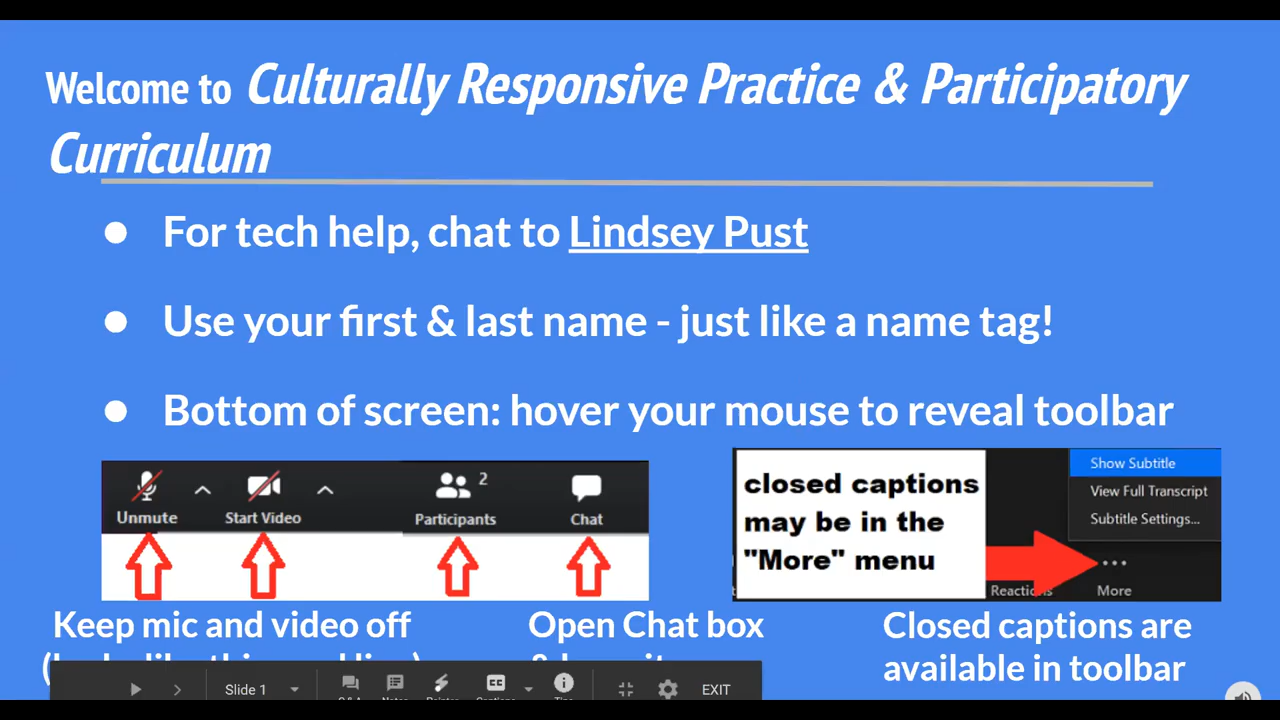 Welcome to Culturally Responsive Practice & Participatory
Curriculum
● For tech help, chat to Lindsey Pust
● Use your first & last name - just like a name tag!
● Bottom of screen: hover your mouse to reveal toolbar
Unmute Start Video Participants 2 Chat
closed captions
may be in the
"More" menu
Show Subtitle
View Full Transcript
Subtitle Settings...
Reactions
More
Keep mic and video off
Open Chat box
Closed captions are
available in toolbar
Slide 1
CC
EXIT